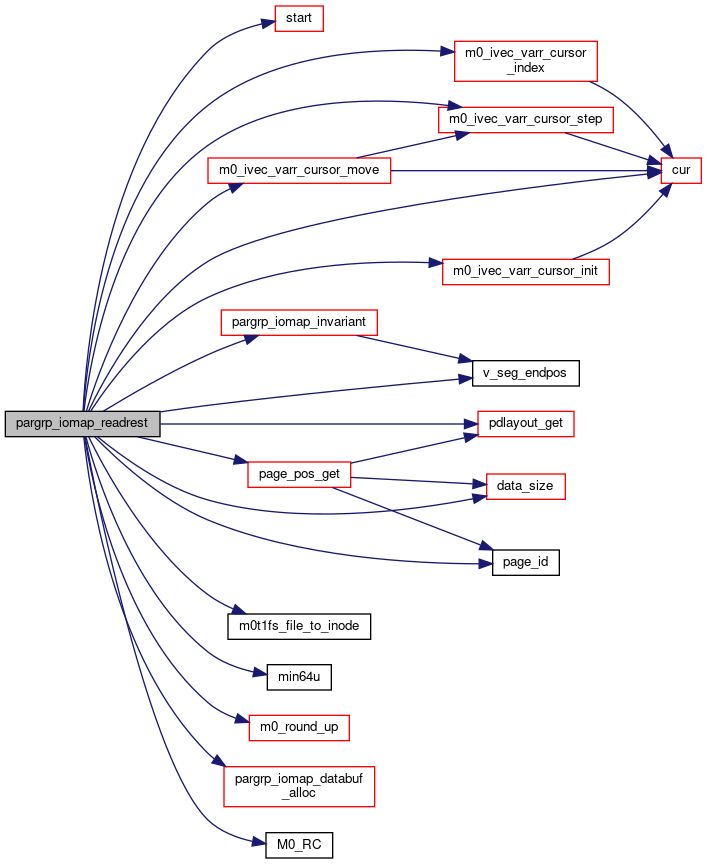 start
m0_ivec_varr_cursor
_index
m0_ivec_varr_cursor_step
m0_ivec_varr_cursor_move
cur
m0_ivec_varr_cursor_init
pargrp_iomap_invariant
v_seg_endpos
pargrp_iomap_readrest
pdlayout_get
page_pos_get
data_size
page_id
m0t1fs_file_to_inode
min64u
m0_round_up
pargrp_iomap_databuf
_alloc
M0_RC